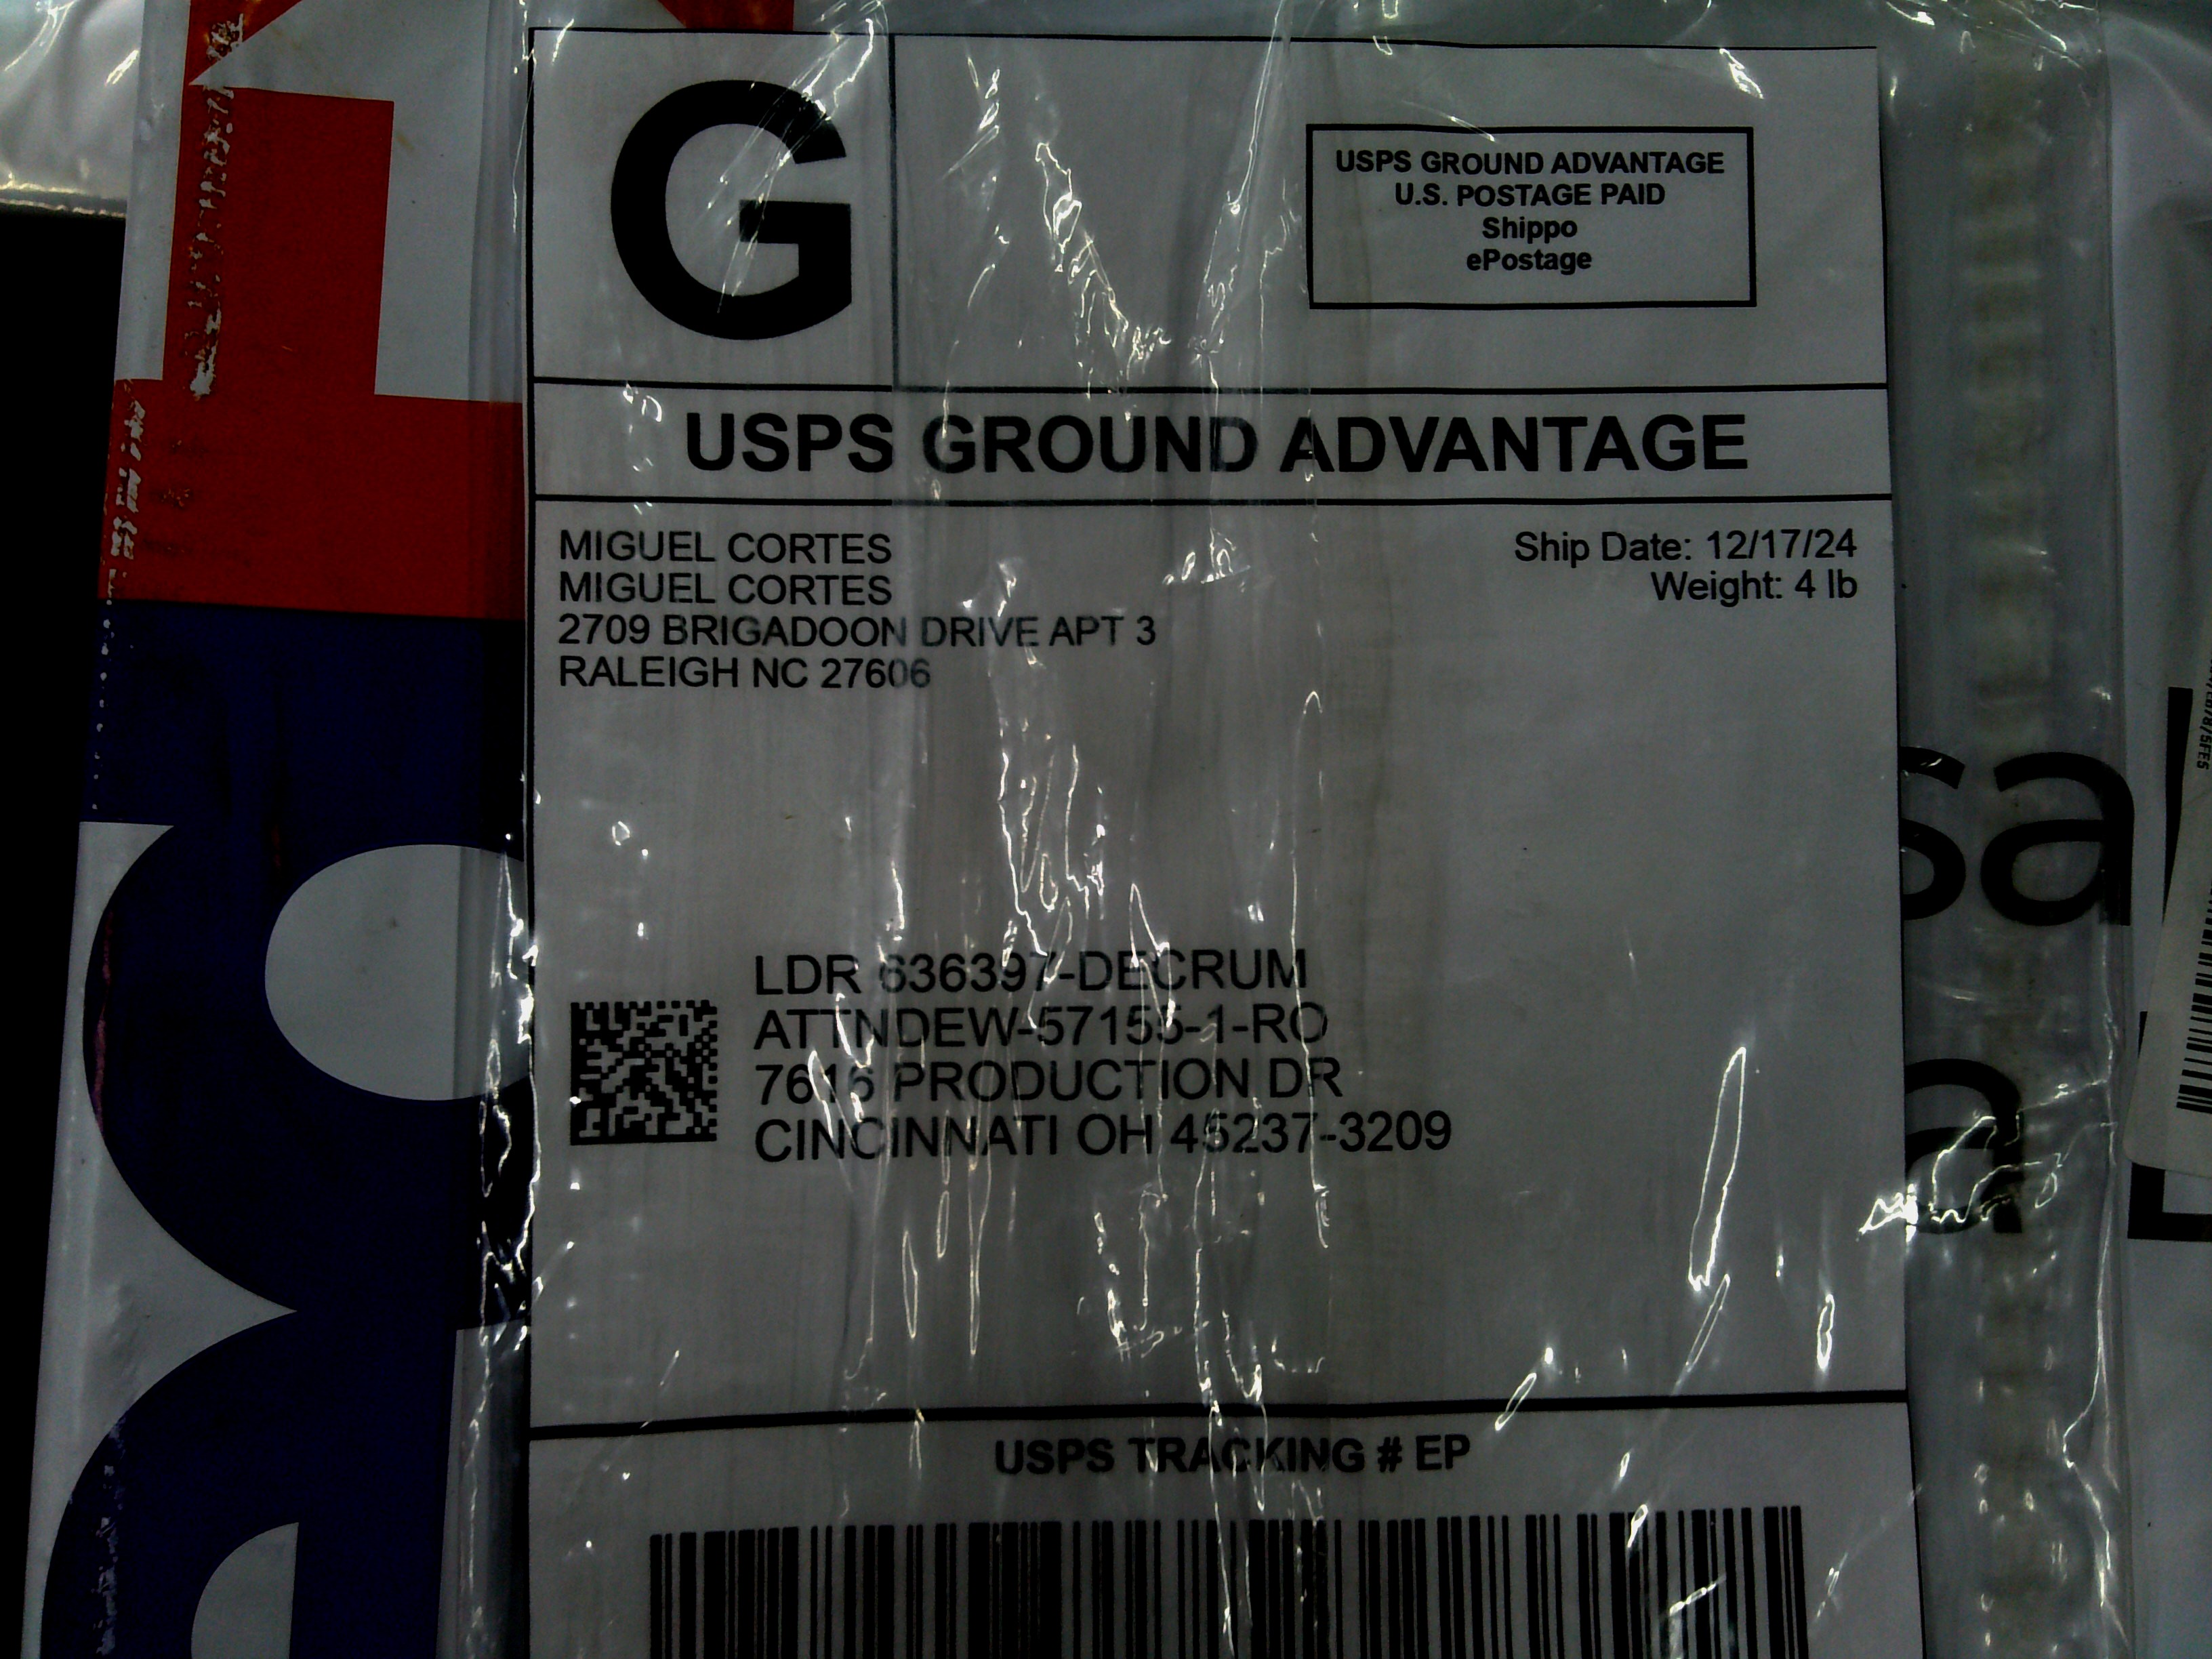 G
USPS GROUND ADVANTAGE
U.S. POSTAGE PAID
Shippo
ePostage
USPS GROUND ADVANTAGE
MIGUEL CORTES
MIGUEL CORTES
2709 BRIGADOON DRIVE APT 3
RALEIGH NC 27606
Ship Date: 12/17/24
Weight: 4 lb
LDR 636397-DECRUM
ATTNDEW-57155-1-RO
7616 PRODUCTION DR
CINCINNATI OH 45237-3209
USPS TRACKING # EP
sa
a